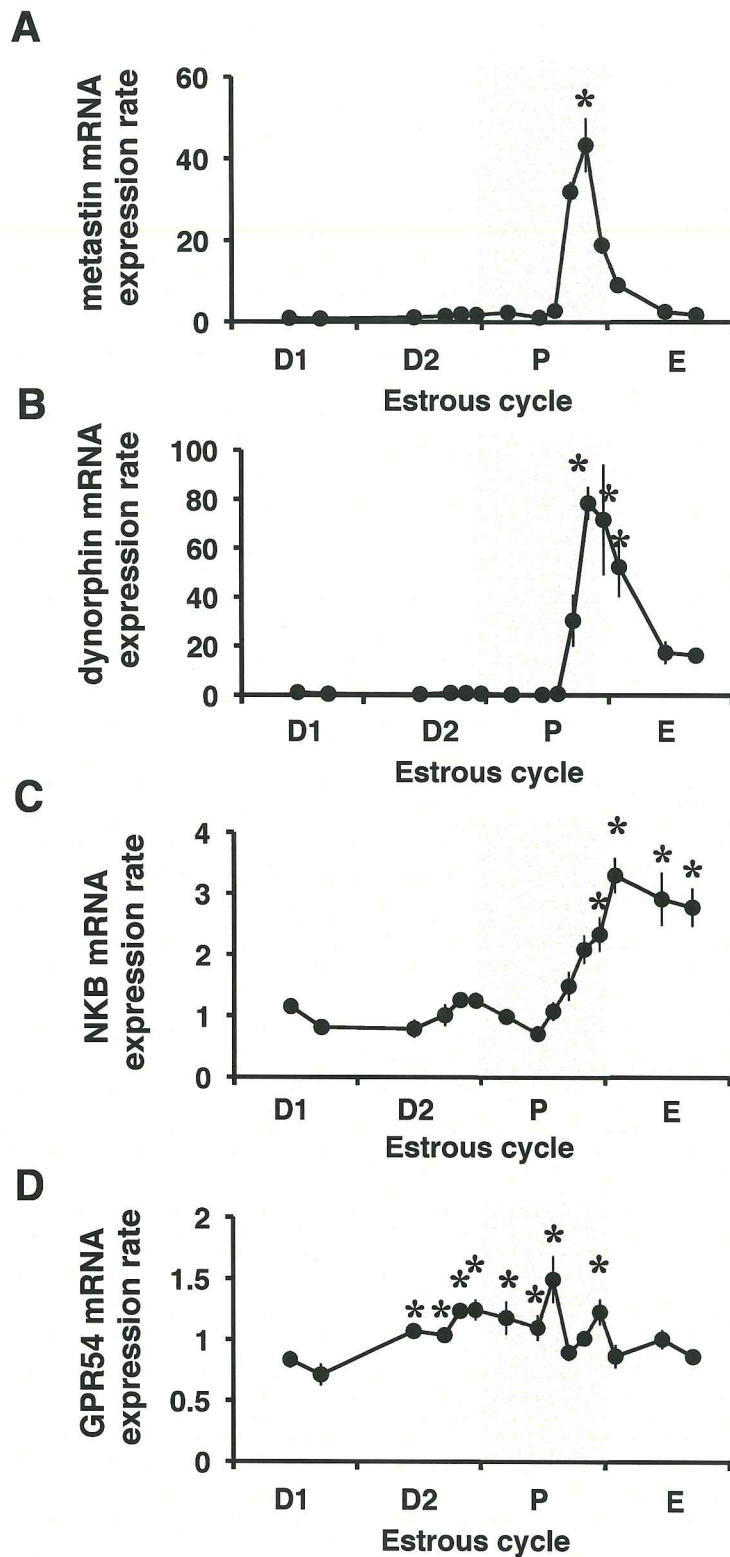 A
metastin mRNA
expression rate
60
40
20
0
*
D1 D2 P E
Estrous cycle
B
dynorphin mRNA
expression rate
100
80
60
40
20
0
* * *
D1 D2 P E
Estrous cycle
C
NKB mRNA
expression rate
4
3
2
1
0
* * * *
D1 D2 P E
Estrous cycle
D
GPR54 mRNA
expression rate
2
1.5
1
0.5
0
* * * * * * * *
D1 D2 P E
Estrous cycle